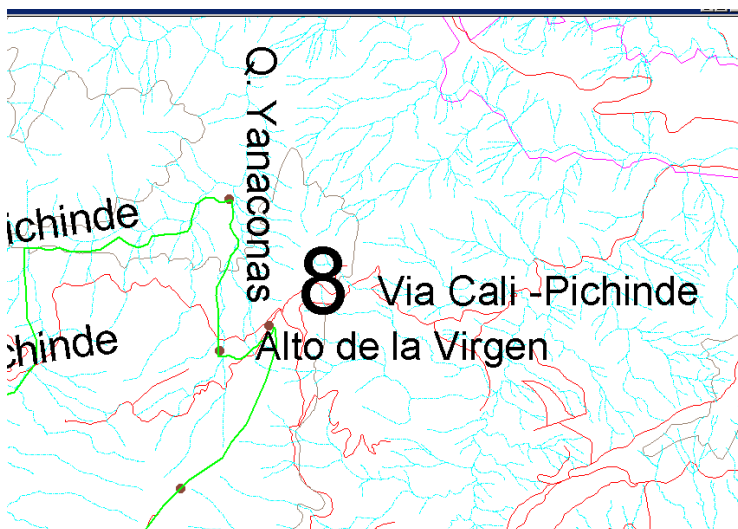 Q. Yanaconas
ichinde
8
Via Cali -Pichinde
chinde
Alto de la Virgen